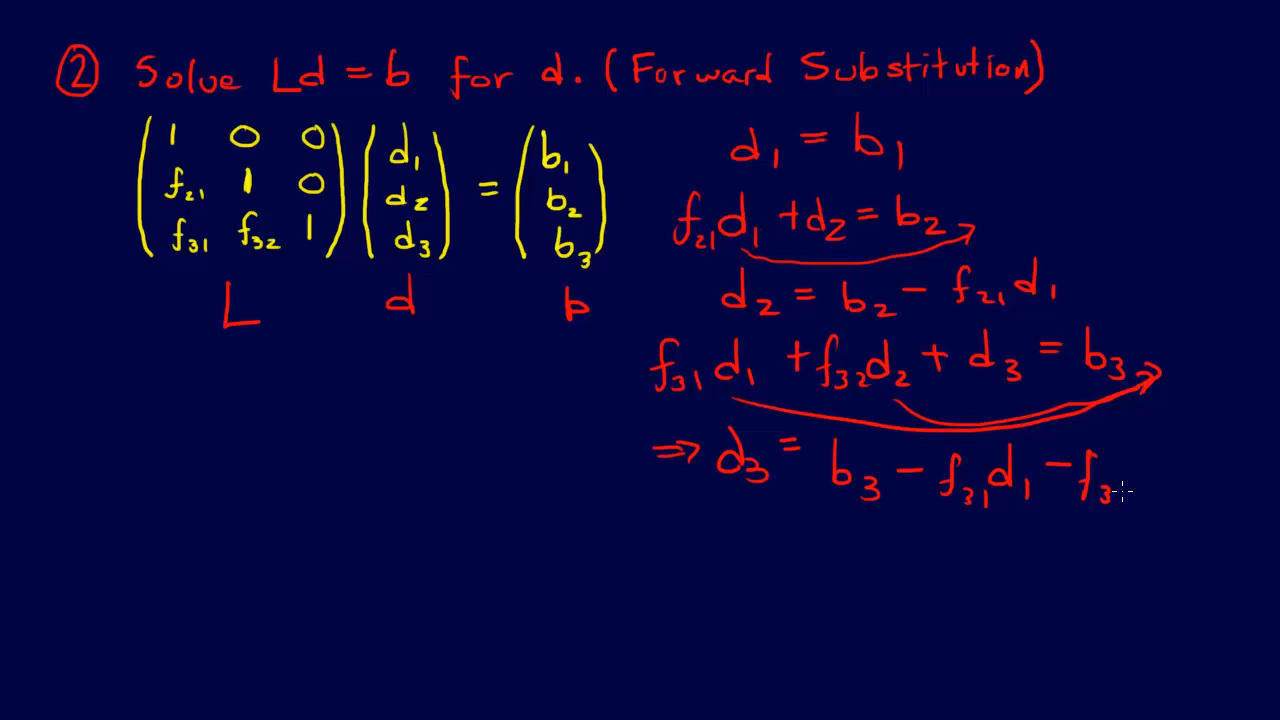 ② Solve Ld = b for d. (Forward Substitution)
( 1 0 0 ) ( d₁ ) = ( b₁ )
( f₂₁ 1 0 ) ( d₂ ) ( b₂ )
( f₃₁ f₃₂ 1 ) ( d₃ ) ( b₃ )
L d b
d₁ = b₁
f₂₁d₁ + d₂ = b₂
d₂ = b₂ − f₂₁d₁
f₃₁d₁ + f₃₂d₂ + d₃ = b₃
⇒ d₃ = b₃ − f₃₁d₁ − f₃